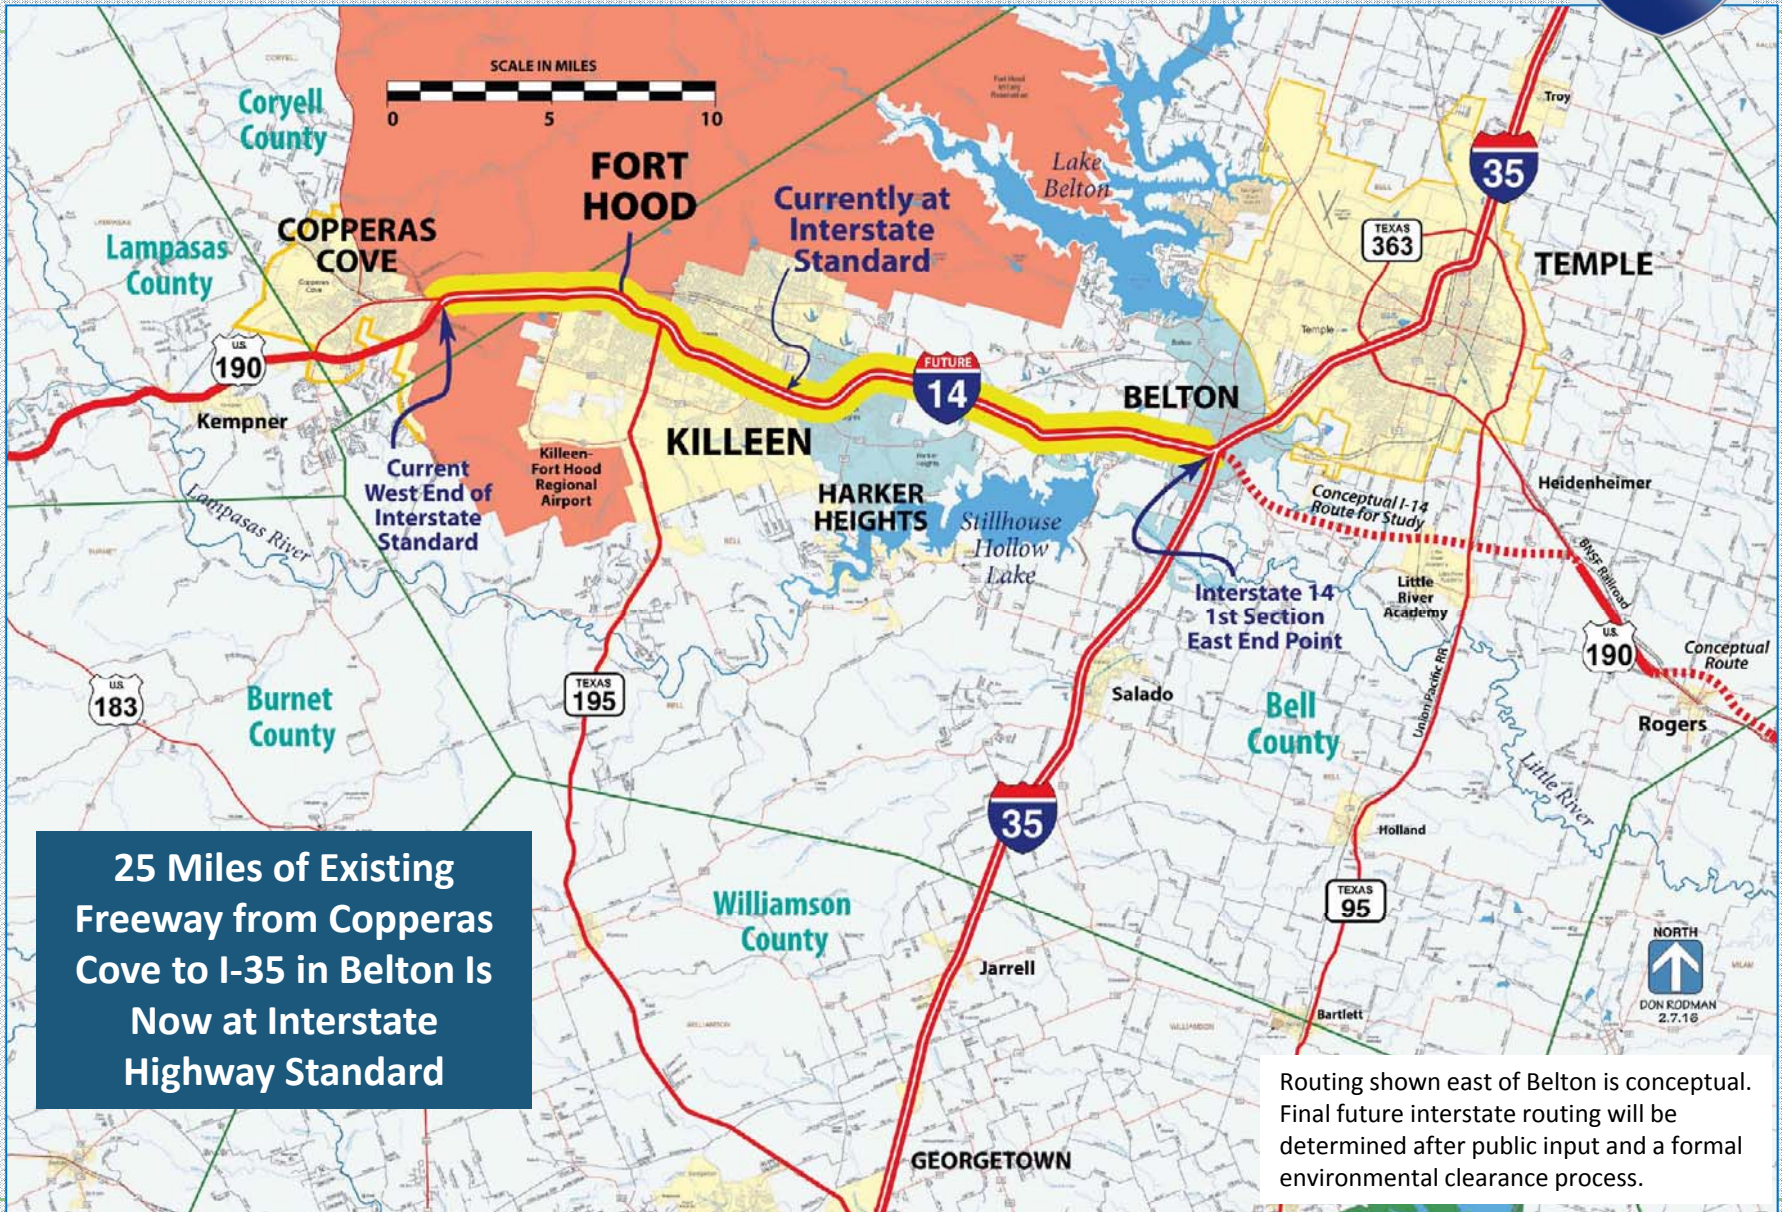 SCALE IN MILES
0 5 10
Coryell
County
FORT
HOOD
Lake
Belton
Troy
35
Currently at
Interstate
Standard
COPPERAS
COVE
Lampasas
County
TEXAS
363
TEMPLE
Temple
U.S.
190
Kempner
FUTURE
14
BELTON
KILLEEN
Current
West End of
Interstate
Standard
Killeen-
Fort Hood
Regional
Airport
HARKER
HEIGHTS
Stillhouse
Hollow
Lake
Lampasas River
Conceptual I-14
Route for Study
Heidenheimer
BNSF Railroad
Interstate 14
1st Section
East End Point
Little
River
Academy
U.S.
190
Conceptual
Route
Rogers
U.S.
183
Burnet
County
TEXAS
195
Salado
Bell
County
Union Pacific RR
Little River
35
Holland
25 Miles of Existing
Freeway from Copperas
Cove to I-35 in Belton Is
Now at Interstate
Highway Standard
Williamson
County
TEXAS
95
Jarrell
Bartlett
NORTH
DON RODMAN
2.7.16
GEORGETOWN
Routing shown east of Belton is conceptual.
Final future interstate routing will be
determined after public input and a formal
environmental clearance process.